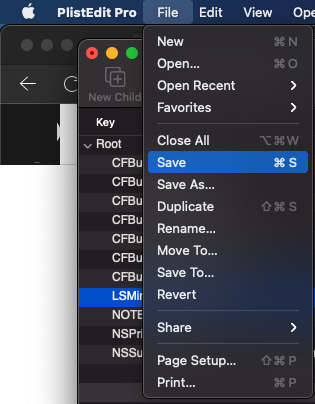 PlistEdit Pro File Edit View Ope
New ⌘ N
Open... ⌘ O
Open Recent
Favorites
Close All ⌥⌘W
Save ⌘ S
Save As...
Duplicate ⇧⌘ S
Rename...
Move To...
Save To...
Revert
Share
Page Setup... ⇧⌘ P
Print... ⌘ P
New Child
Key
Root
CFBu
CFBu
CFBu
CFBu
CFBu
CFBu
CFBu
LSMin
NOTE
NSPri
NSSu